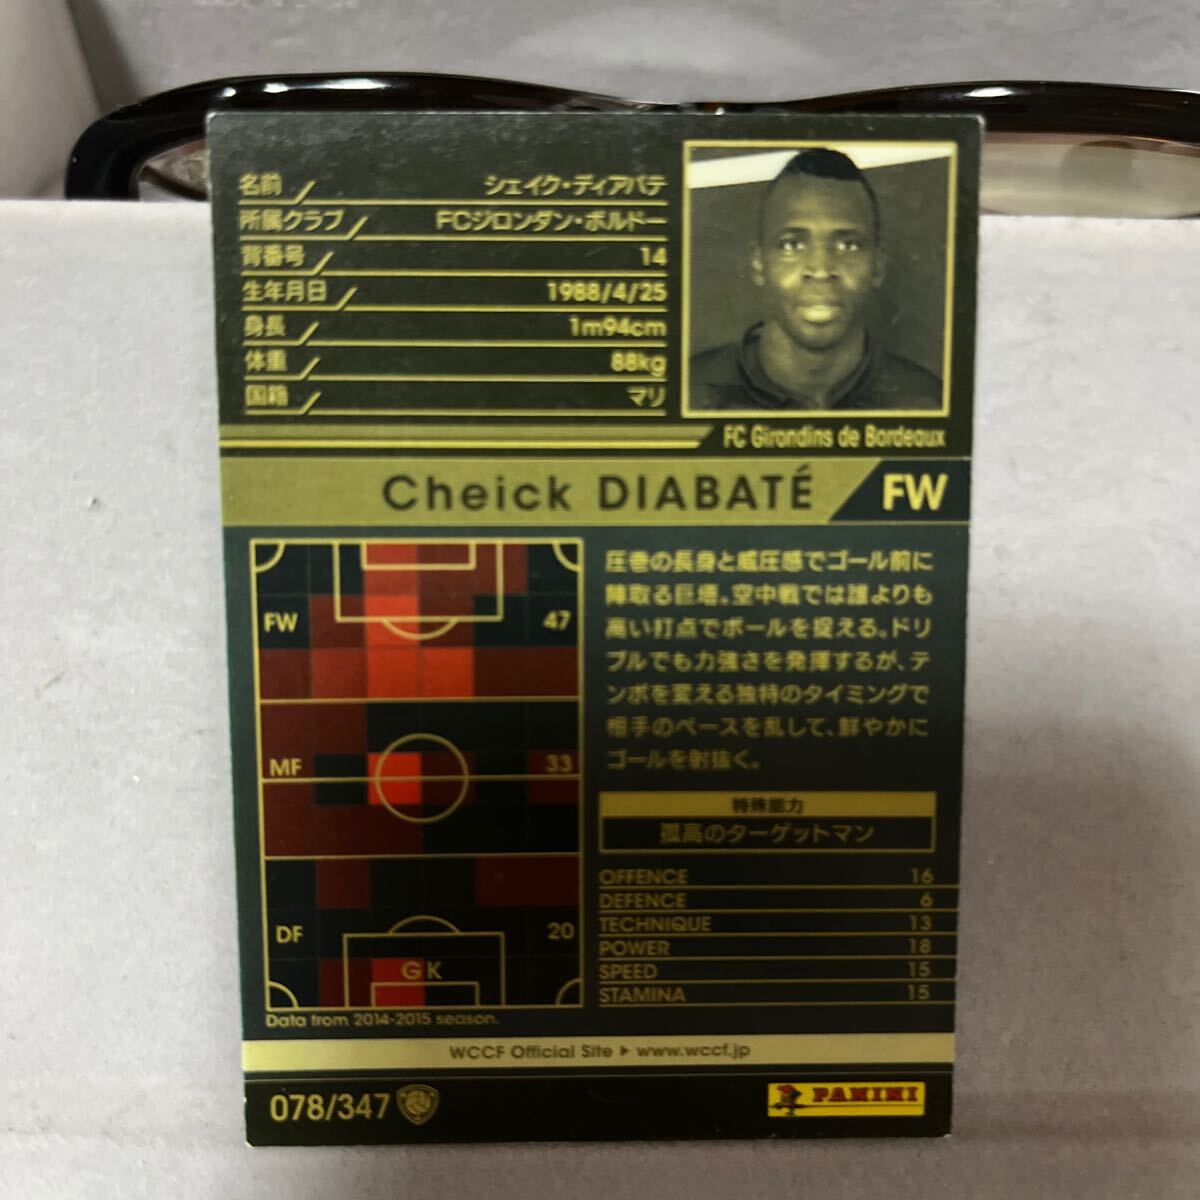 名前 シェイク・ディアバテ
所属クラブ FCジロンダン・ボルドー
背番号 14
生年月日 1988/4/25
身長 1m94cm
体重 88kg
国籍 マリ
FC Girondins de Bordeaux
Cheick DIABATÉ FW
FW 47
MF 33
DF 20
GK
Data from 2014-2015 season.
圧巻の長身と威圧感でゴール前に
陣取る巨塔。空中戦では誰よりも
高い打点でボールを捉える。ドリ
ブルでも力強さを発揮するが、テ
ンポを変える独特のタイミングで
相手のペースを乱して、鮮やかに
ゴールを射抜く。
特殊能力
孤高のターゲットマン
OFFENCE 16
DEFENCE 6
TECHNIQUE 13
POWER 18
SPEED 15
STAMINA 15
WCCF Official Site ▶ www.wccf.jp
078/347
PANINI